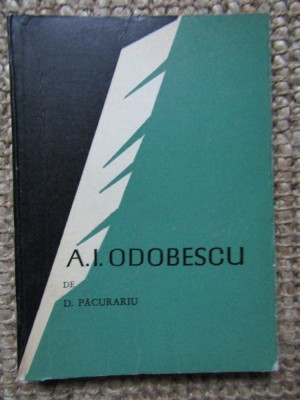 A.I. ODOBESCU
DE
D. PĂCURARIU